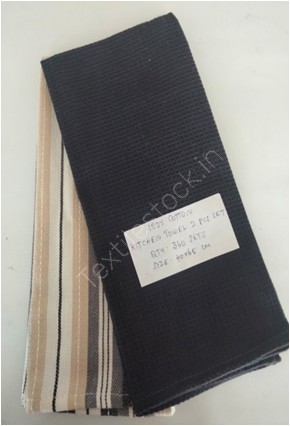 100% COTTON
KITCHEN TOWEL 2 PCS SET
QTY- 360 SETS
SIZE- 40x65 cm
Textilestock.in